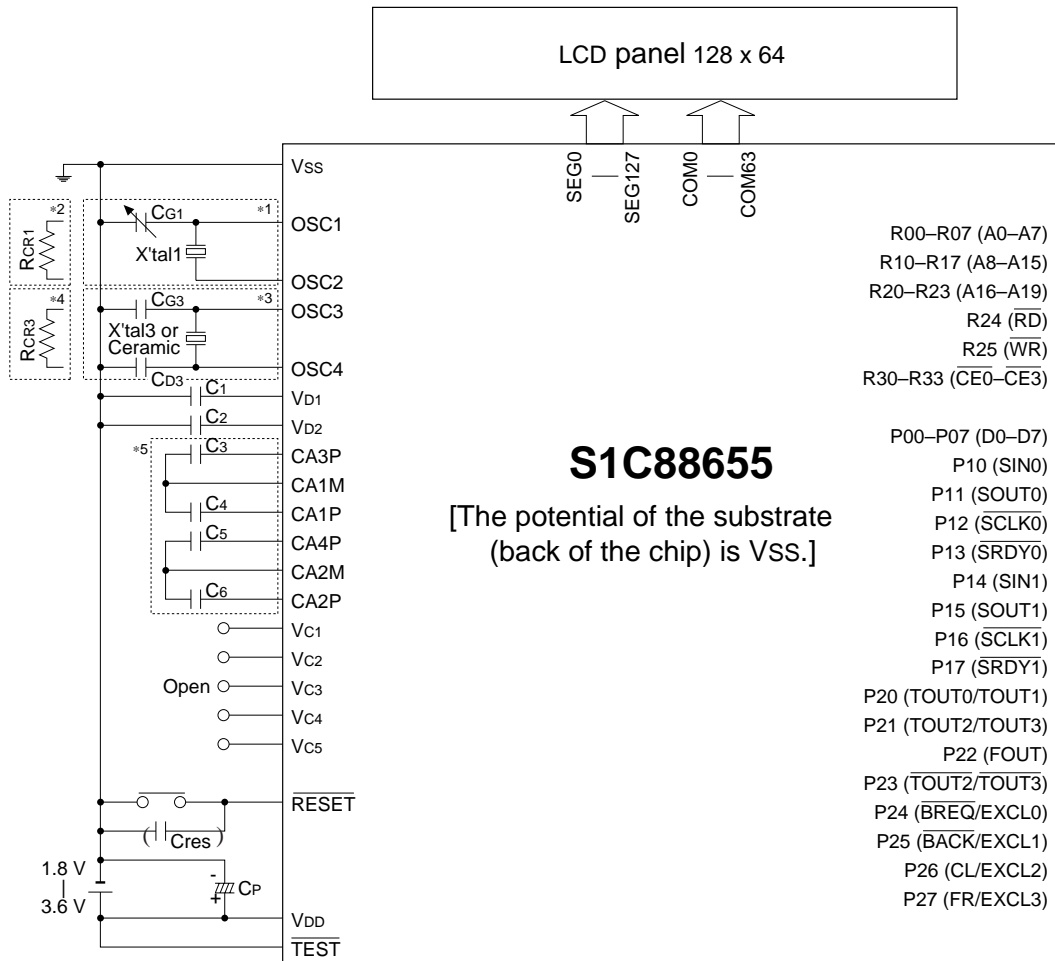 LCD panel 128 x 64
SEG0
SEG127
COM0
COM63
VSS
*2
RCR1
CG1
*1
X'tal1
OSC1
OSC2
*4
RCR3
CG3
*3
X'tal3 or
Ceramic
CD3
OSC3
OSC4
C1
VD1
C2
VD2
*5
C3
CA3P
CA1M
C4
CA1P
C5
CA4P
CA2M
C6
CA2P
VC1
VC2
Open
VC3
VC4
VC5
RESET
(Cres)
1.8 V
3.6 V
-
+
CP
VDD
TEST
S1C88655
[The potential of the substrate
(back of the chip) is VSS.]
R00–R07 (A0–A7)
R10–R17 (A8–A15)
R20–R23 (A16–A19)
R24 (RD)
R25 (WR)
R30–R33 (CE0–CE3)
P00–P07 (D0–D7)
P10 (SIN0)
P11 (SOUT0)
P12 (SCLK0)
P13 (SRDY0)
P14 (SIN1)
P15 (SOUT1)
P16 (SCLK1)
P17 (SRDY1)
P20 (TOUT0/TOUT1)
P21 (TOUT2/TOUT3)
P22 (FOUT)
P23 (TOUT2/TOUT3)
P24 (BREQ/EXCL0)
P25 (BACK/EXCL1)
P26 (CL/EXCL2)
P27 (FR/EXCL3)